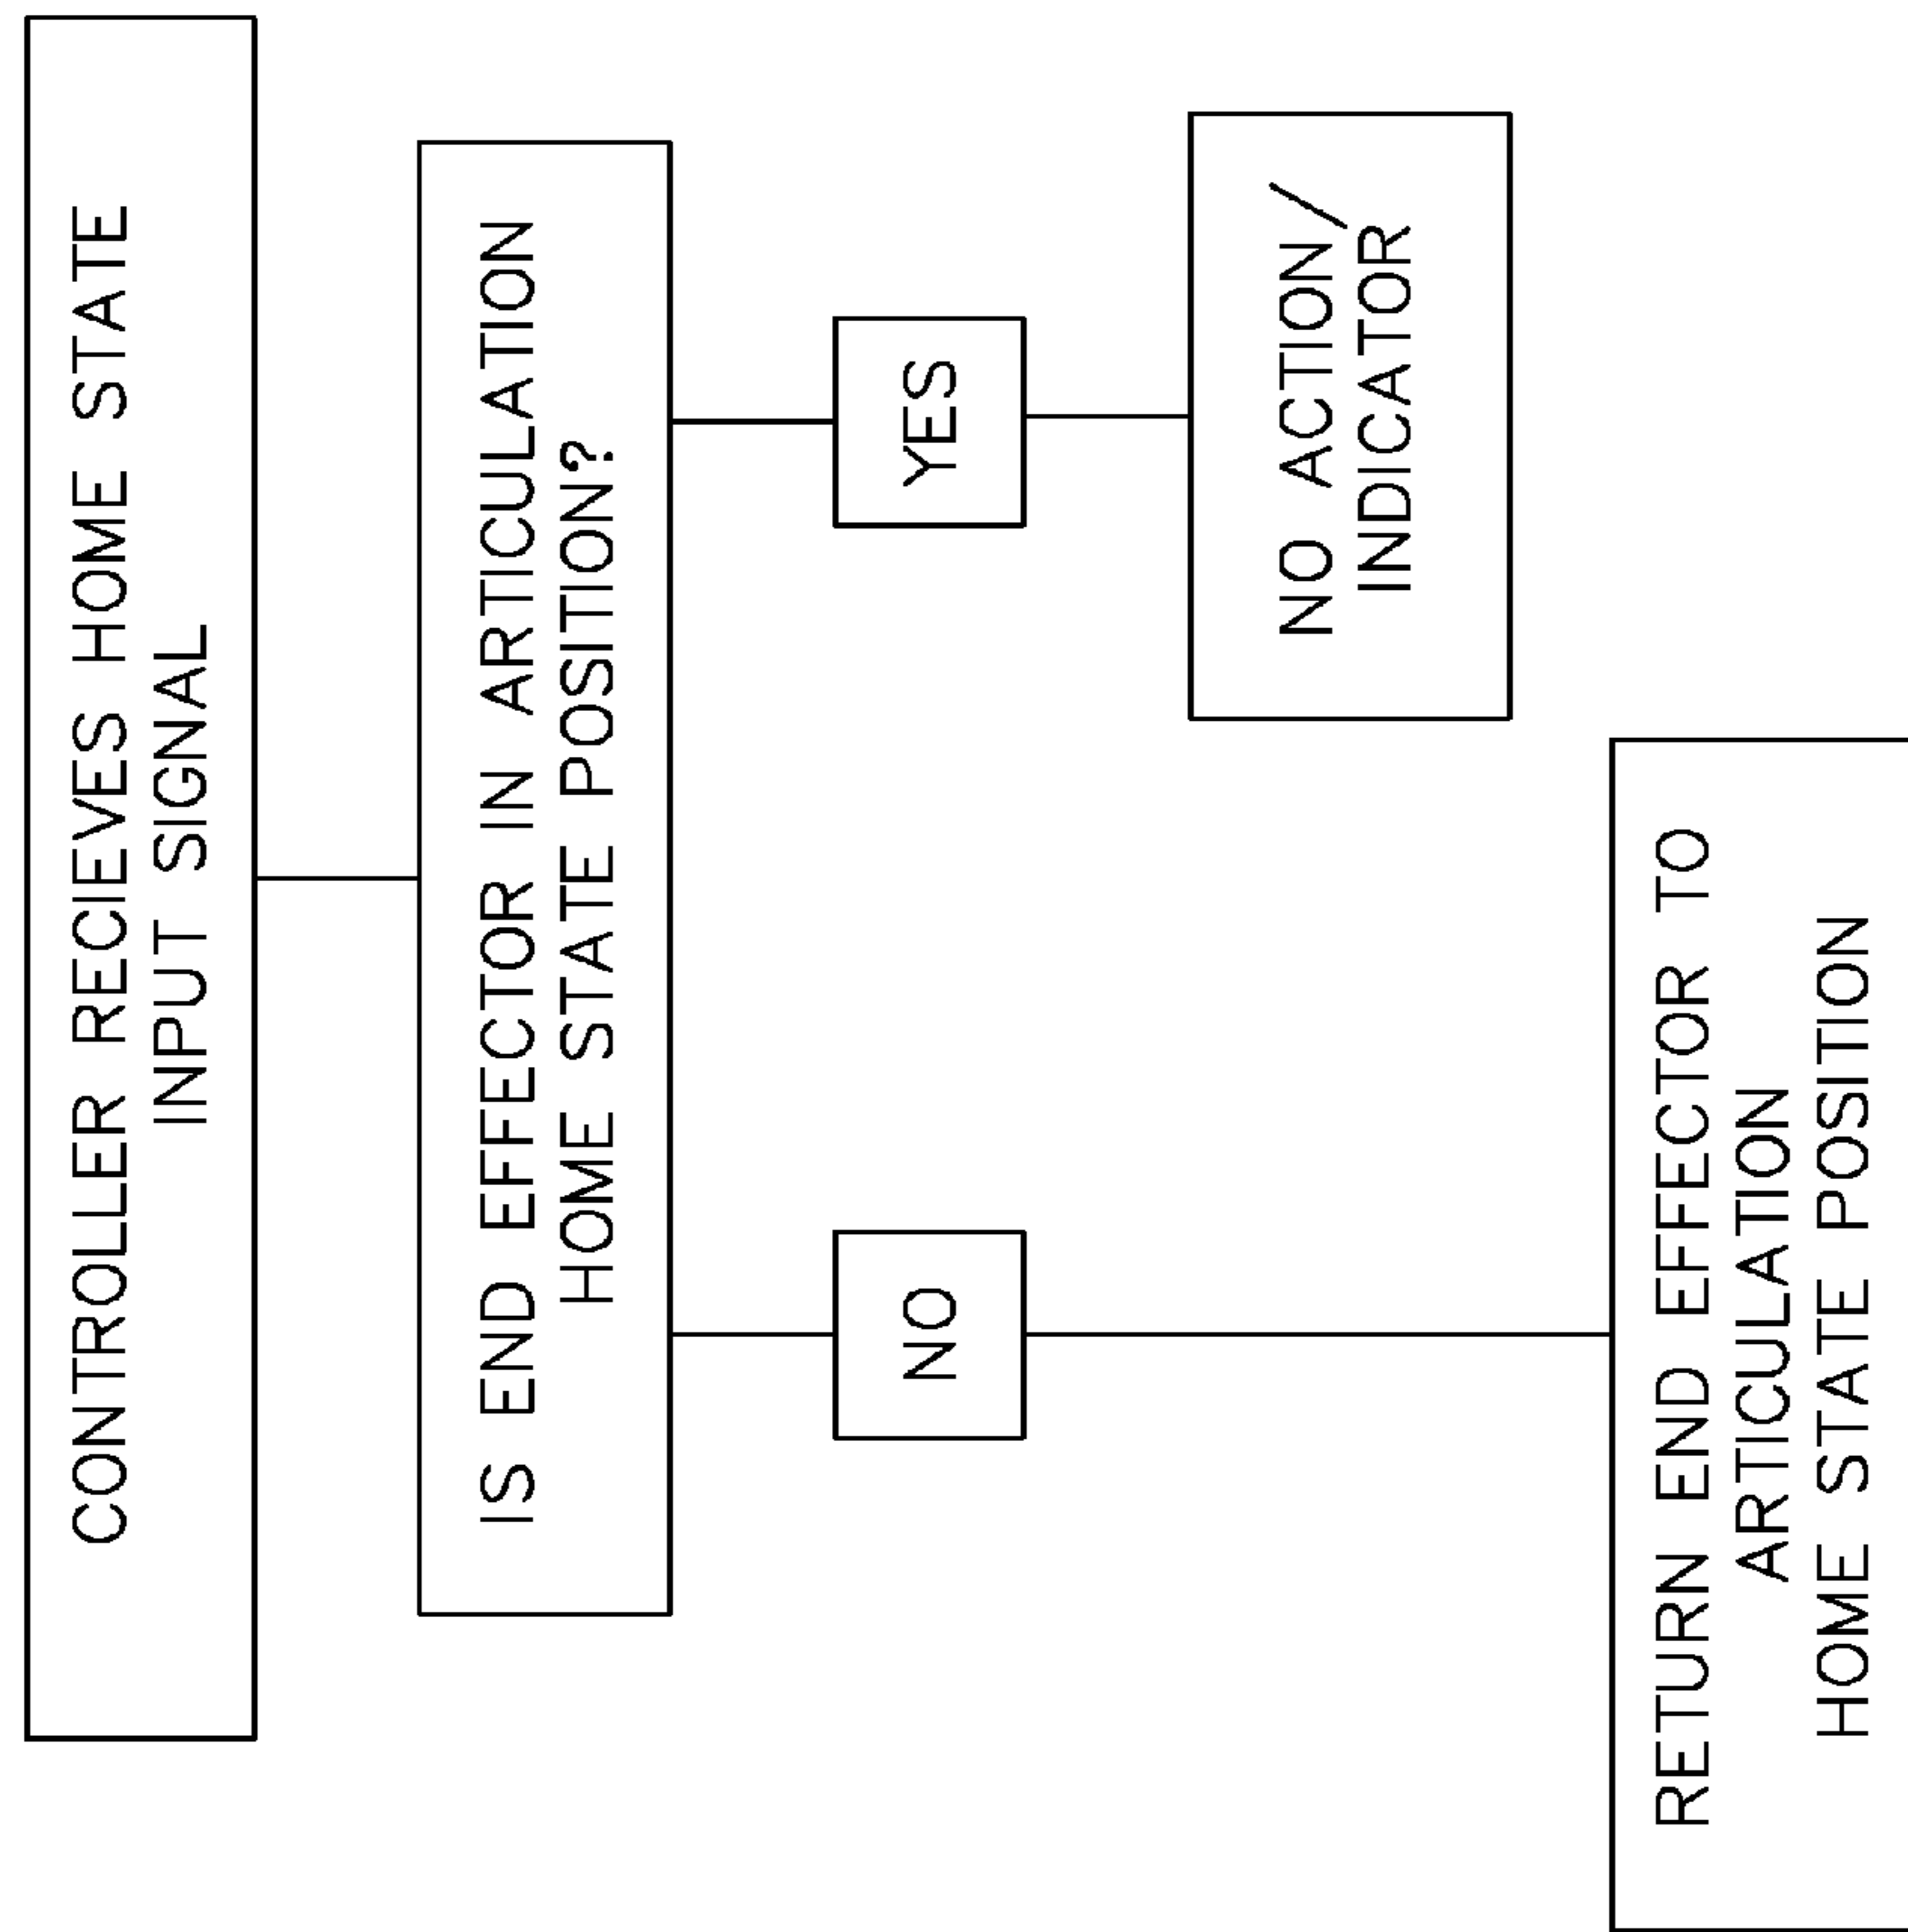 CONTROLLER RECIEVES HOME STATE
INPUT SIGNAL
IS END EFFECTOR IN ARTICULATION
HOME STATE POSITION?
NO
YES
NO ACTION/
INDICATOR
RETURN END EFFECTOR TO
ARTICULATION
HOME STATE POSITION